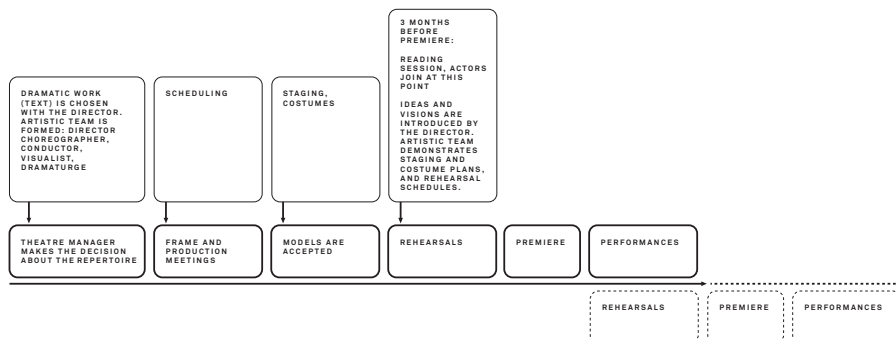 DRAMATIC WORK
(TEXT) IS CHOSEN
WITH THE DIRECTOR.
ARTISTIC TEAM IS
FORMED: DIRECTOR
CHOREOGRAPHER,
CONDUCTOR,
VISUALIST,
DRAMATURGE
SCHEDULING
STAGING,
COSTUMES
3 MONTHS
BEFORE
PREMIERE:
READING
SESSION, ACTORS
JOIN AT THIS
POINT
IDEAS AND
VISIONS ARE
INTRODUCED BY
THE DIRECTOR.
ARTISTIC TEAM
DEMONSTRATES
STAGING AND
COSTUME PLANS,
AND REHEARSAL
SCHEDULES.
THEATRE MANAGER
MAKES THE DECISION
ABOUT THE REPERTOIRE
FRAME AND
PRODUCTION
MEETINGS
MODELS ARE
ACCEPTED
REHEARSALS
PREMIERE
PERFORMANCES
REHEARSALS
PREMIERE
PERFORMANCES